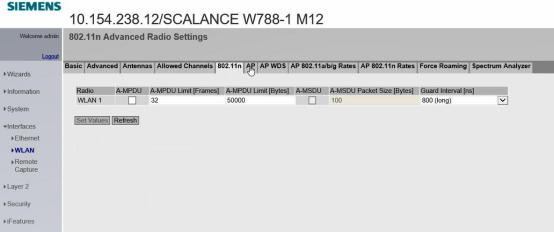 SIEMENS
10.154.238.12/SCALANCE W788-1 M12
Welcome admin
802.11n Advanced Radio Settings
Logout
Basic Advanced Antennas Allowed Channels 802.11n AP AP WDS AP 802.11a/b/g Rates AP 802.11n Rates Force Roaming Spectrum Analyzer
Wizards
Information
System
Interfaces
Ethernet
WLAN
Remote
Capture
Layer 2
Security
iFeatures
Radio A-MPDU A-MPDU Limit [Frames] A-MPDU Limit [Bytes] A-MSDU A-MSDU Packet Size [Bytes] Guard Interval [ns]
WLAN 1 32 50000 100 800 (long)
Set Values Refresh